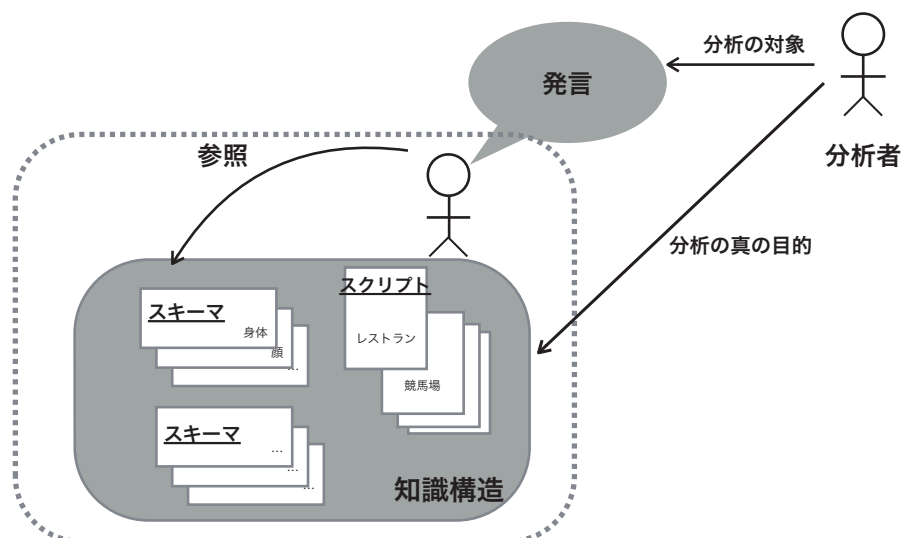 分析の対象
発言
分析者
参照
分析の真の目的
スクリプト
レストラン
競馬場
スキーマ
身体
顔
...
スキーマ
...
...
...
知識構造